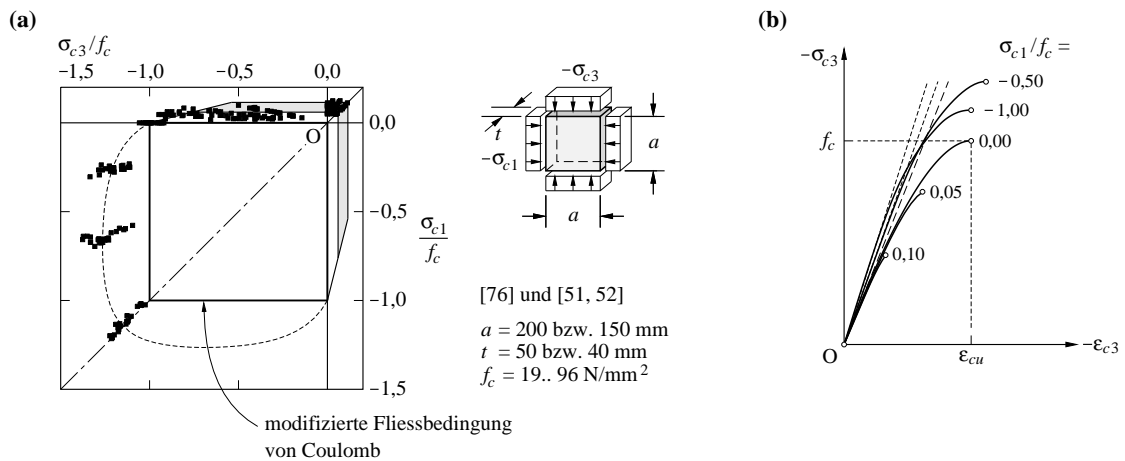 (a)
σc3/fc
−1,5 −1,0 −0,5 0,0
0,0
O
−0,5
σc1
fc
−1,0
−1,5
modifizierte Fliessbedingung
von Coulomb
−σc3
t
−σc1
a
a
[76] und [51, 52]
a = 200 bzw. 150 mm
t = 50 bzw. 40 mm
fc = 19.. 96 N/mm²
(b)
−σc3
σc1/fc =
−0,50
−1,00
fc
0,00
0,05
0,10
O
εcu
−εc3